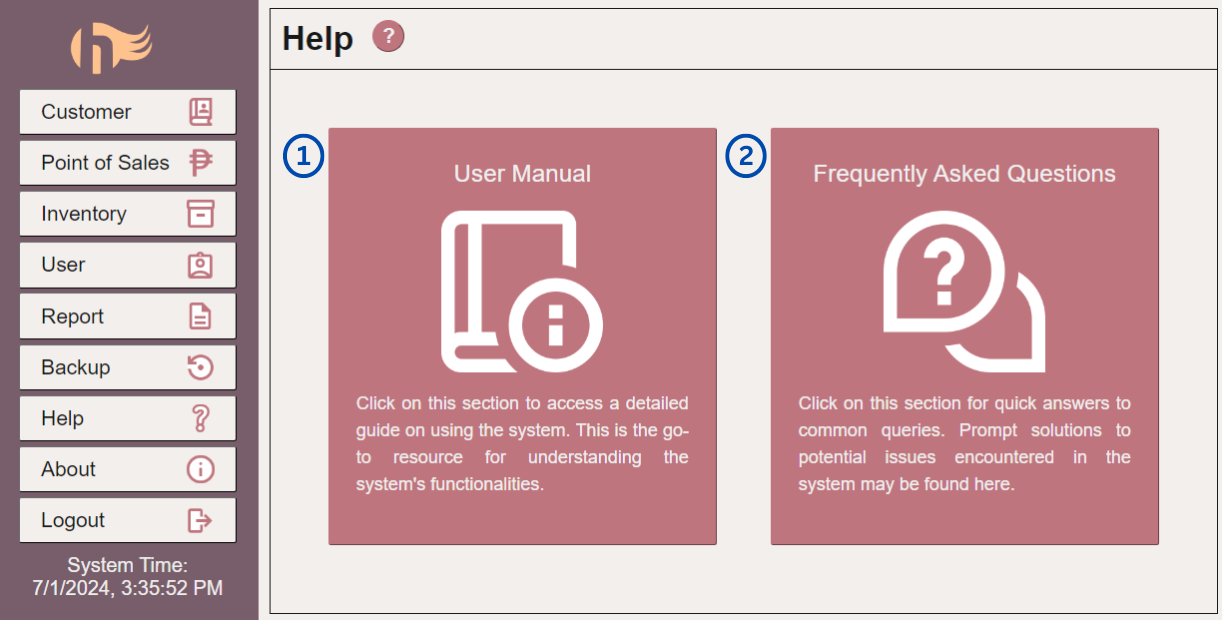 Customer
Point of Sales
Inventory
User
Report
Backup
Help
About
Logout
System Time:
7/1/2024, 3:35:52 PM
Help ?
1
User Manual
Click on this section to access a detailed
guide on using the system. This is the go-
to resource for understanding the
system's functionalities.
2
Frequently Asked Questions
?
Click on this section for quick answers to
common queries. Prompt solutions to
potential issues encountered in the
system may be found here.